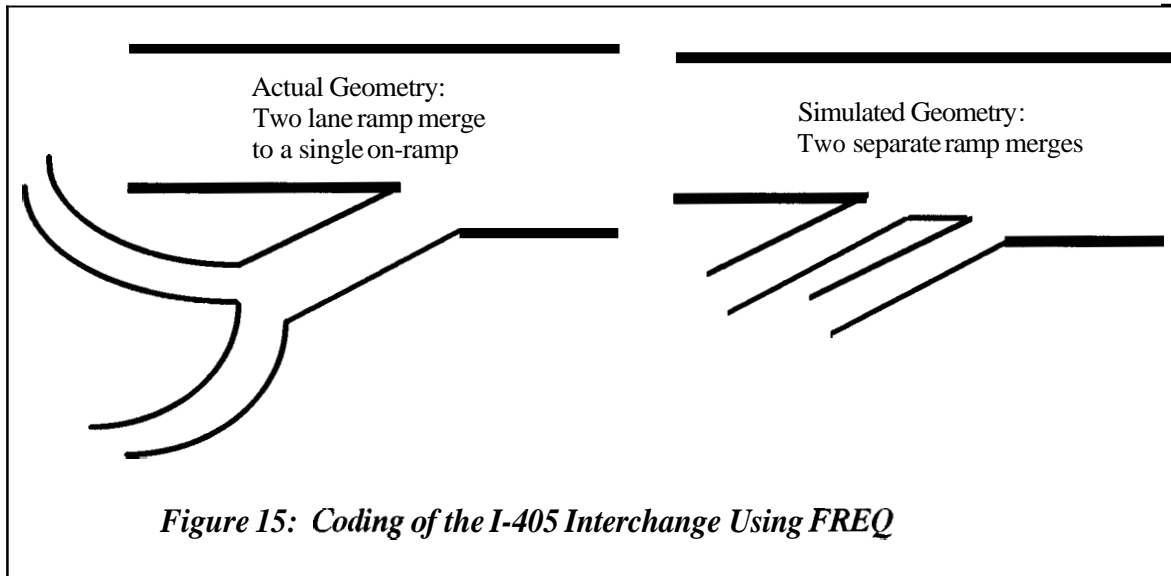 Actual Geometry:
Two lane ramp merge
to a single on-ramp
Simulated Geometry:
Two separate ramp merges
Figure 15: Coding of the I-405 Interchange Using FREQ